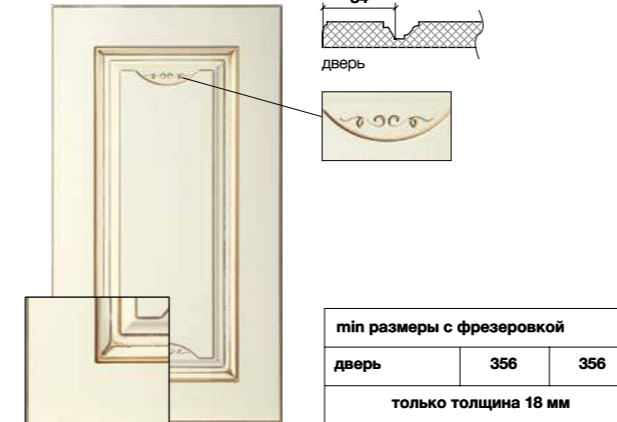 дверь
min размеры с фрезеровкой
дверь 356 356
только толщина 18 мм